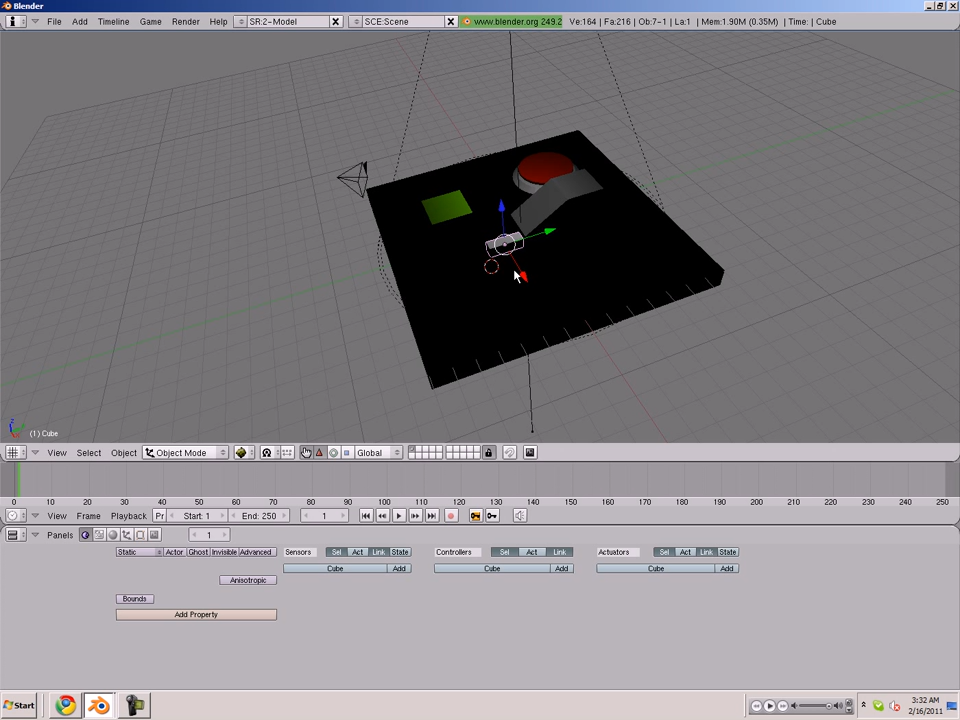 Blender
File Add Timeline Game Render Help SR:2-Model SCE:Scene www.blender.org 249.2 Ve:164 | Fa:216 | Ob:7-1 | La:1 | Mem:1.90M (0.35M) | Time: | Cube
(1) Cube
View Select Object Object Mode Global
0 10 20 30 40 50 60 70 80 90 100 110 120 130 140 150 160 170 180 190 200 210 220 230 240 250
View Frame Playback Pr Start: 1 End: 250 1
Panels 1
Static Actor Ghost Invisible Advanced Sensors Sel Act Link State Controllers Sel Act Link Actuators Sel Act Link State
Cube Add Cube Add Cube Add
Anisotropic
Bounds
Add Property
Start 3:32 AM
2/16/2011